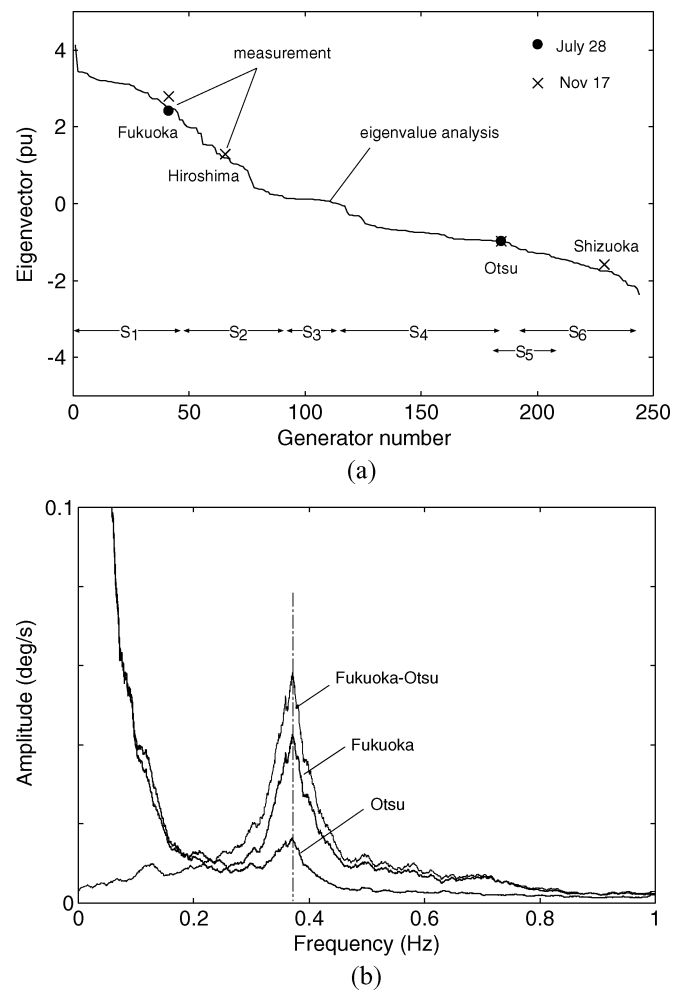 4
2
0
-2
-4
Eigenvector (pu)
measurement
July 28
Nov 17
Fukuoka
Hiroshima
eigenvalue analysis
Otsu
Shizuoka
S1
S2
S3
S4
S5
S6
0
50
100
150
200
250
Generator number
(a)
0.1
0
Amplitude (deg/s)
Fukuoka-Otsu
Fukuoka
Otsu
0
0.2
0.4
0.6
0.8
1
Frequency (Hz)
(b)